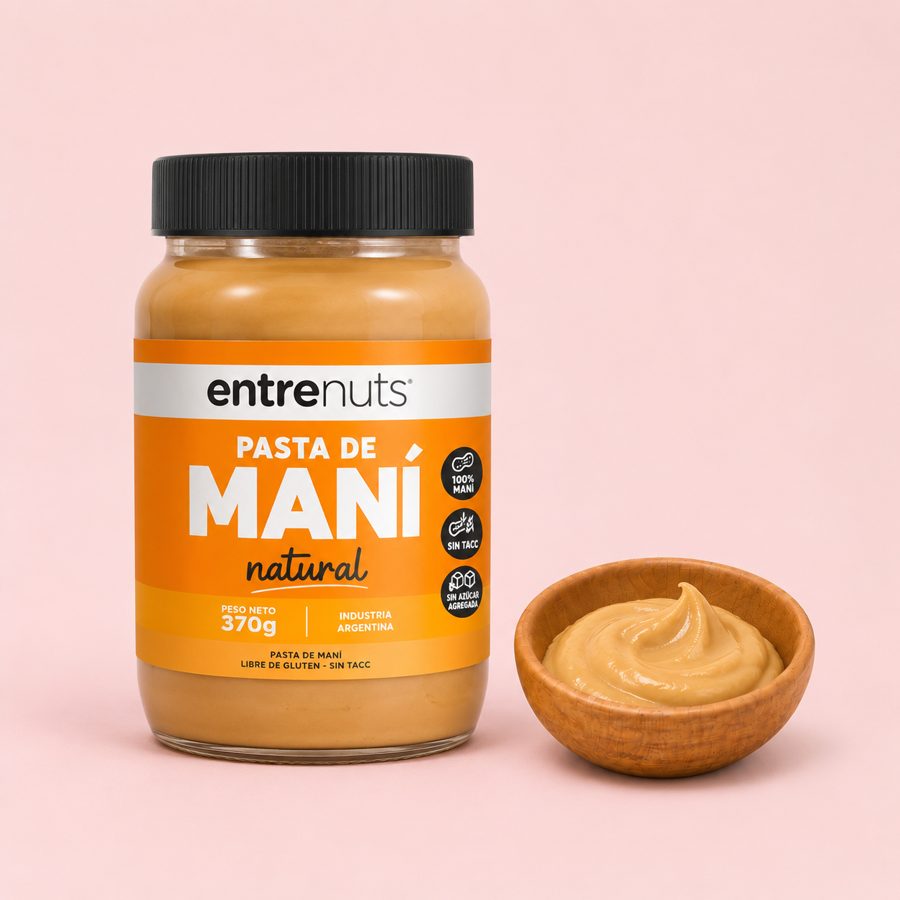 entrenuts®
PASTA DE
MANÍ
natural
100%
MANÍ
SIN TACC
SIN AZÚCAR
AGREGADA
PESO NETO
370g
INDUSTRIA
ARGENTINA
PASTA DE MANÍ
LIBRE DE GLUTEN - SIN TACC